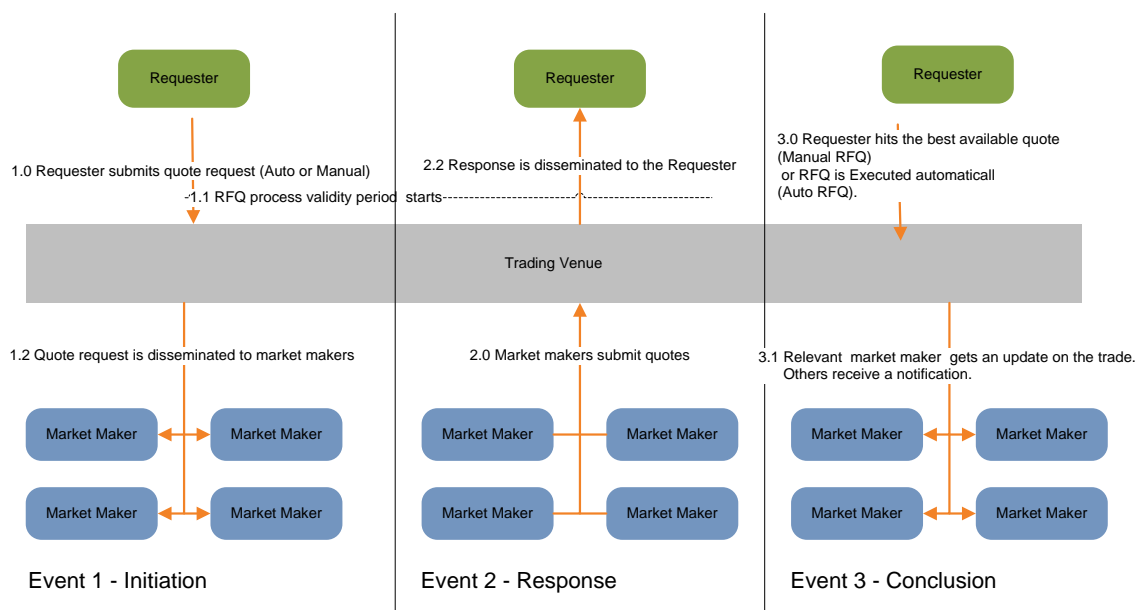 Requester
1.0 Requester submits quote request (Auto or Manual)
1.1 RFQ process validity period  starts
Requester
2.2 Response is disseminated to the Requester
Requester
3.0 Requester hits the best available quote
(Manual RFQ)
or RFQ is Executed automaticall
(Auto RFQ).
Trading Venue
1.2 Quote request is disseminated to market makers
Market Maker
Market Maker
Market Maker
Market Maker
Event 1 - Initiation
2.0 Market makers submit quotes
Market Maker
Market Maker
Market Maker
Market Maker
Event 2 - Response
3.1 Relevant  market maker  gets an update on the trade.
Others receive a notification.
Market Maker
Market Maker
Market Maker
Market Maker
Event 3 - Conclusion